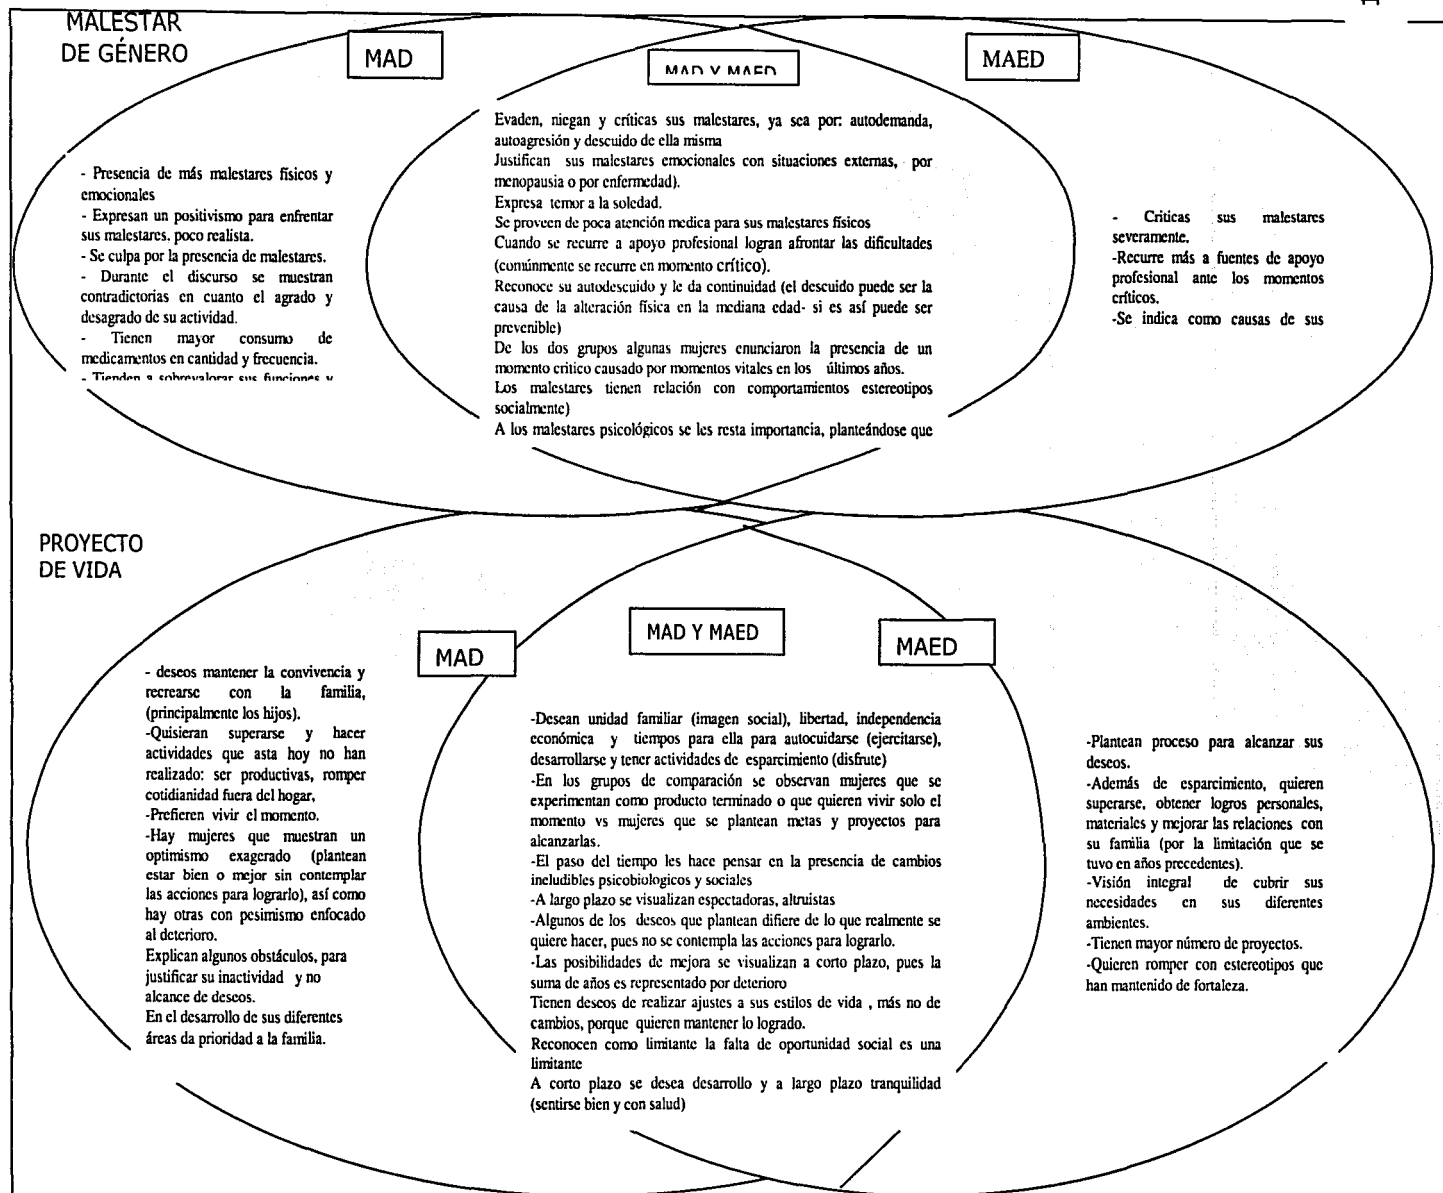 MALESTAR
DE GÉNERO
MAD
MAD Y MAED
MAED
- Presencia de más malestares físicos y
emocionales
- Expresan un positivismo para enfrentar
sus malestares, poco realista.
- Se culpa por la presencia de malestares.
- Durante el discurso se muestran
contradictorias en cuanto el agrado y
desagrado de su actividad.
- Tienen mayor consumo de
medicamentos en cantidad y frecuencia.
- Tienden a sobrevalorar sus funciones y
Evaden, niegan y críticas sus malestares, ya sea por: autodemanda,
autoagresión y descuido de ella misma
Justifican sus malestares emocionales con situaciones externas, por
menopausia o por enfermedad).
Expresa temor a la soledad.
Se proveen de poca atención medica para sus malestares físicos
Cuando se recurre a apoyo profesional logran afrontar las dificultades
(comúnmente se recurre en momento crítico).
Reconoce su autodescuido y le da continuidad (el descuido puede ser la
causa de la alteración física en la mediana edad- si es así puede ser
prevenible)
De los dos grupos algunas mujeres enunciaron la presencia de un
momento critico causado por momentos vitales en los últimos años.
Los malestares tienen relación con comportamientos estereotipos
socialmente)
A los malestares psicológicos se les resta importancia, planteándose que
- Criticas sus malestares
severamente.
-Recurre más a fuentes de apoyo
profesional ante los momentos
críticos.
-Se indica como causas de sus
PROYECTO
DE VIDA
MAD
MAD Y MAED
MAED
- deseos mantener la convivencia y
recrearse con la familia,
(principalmente los hijos).
-Quisieran superarse y hacer
actividades que asta hoy no han
realizado: ser productivas, romper
cotidianidad fuera del hogar,
-Prefieren vivir el momento.
-Hay mujeres que muestran un
optimismo exagerado (plantean
estar bien o mejor sin contemplar
las acciones para lograrlo), así como
hay otras con pesimismo enfocado
al deterioro.
Explican algunos obstáculos, para
justificar su inactividad y no
alcance de deseos.
En el desarrollo de sus diferentes
áreas da prioridad a la familia.
-Desean unidad familiar (imagen social), libertad, independencia
económica y tiempos para ella para autocuidarse (ejercitarse),
desarrollarse y tener actividades de esparcimiento (disfrute)
-En los grupos de comparación se observan mujeres que se
experimentan como producto terminado o que quieren vivir solo el
momento vs mujeres que se plantean metas y proyectos para
alcanzarlas.
-El paso del tiempo les hace pensar en la presencia de cambios
ineludibles psicobiologicos y sociales
-A largo plazo se visualizan espectadoras, altruistas
-Algunos de los deseos que plantean difiere de lo que realmente se
quiere hacer, pues no se contempla las acciones para lograrlo.
-Las posibilidades de mejora se visualizan a corto plazo, pues la
suma de años es representado por deterioro
Tienen deseos de realizar ajustes a sus estilos de vida , más no de
cambios, porque quieren mantener lo logrado.
Reconocen como limitante la falta de oportunidad social es una
limitante
A corto plazo se desea desarrollo y a largo plazo tranquilidad
(sentirse bien y con salud)
-Plantean proceso para alcanzar sus
deseos.
-Además de esparcimiento, quieren
superarse, obtener logros personales,
materiales y mejorar las relaciones con
su familia (por la limitación que se
tuvo en años precedentes).
-Visión integral de cubrir sus
necesidades en sus diferentes
ambientes.
-Tienen mayor número de proyectos.
-Quieren romper con estereotipos que
han mantenido de fortaleza.